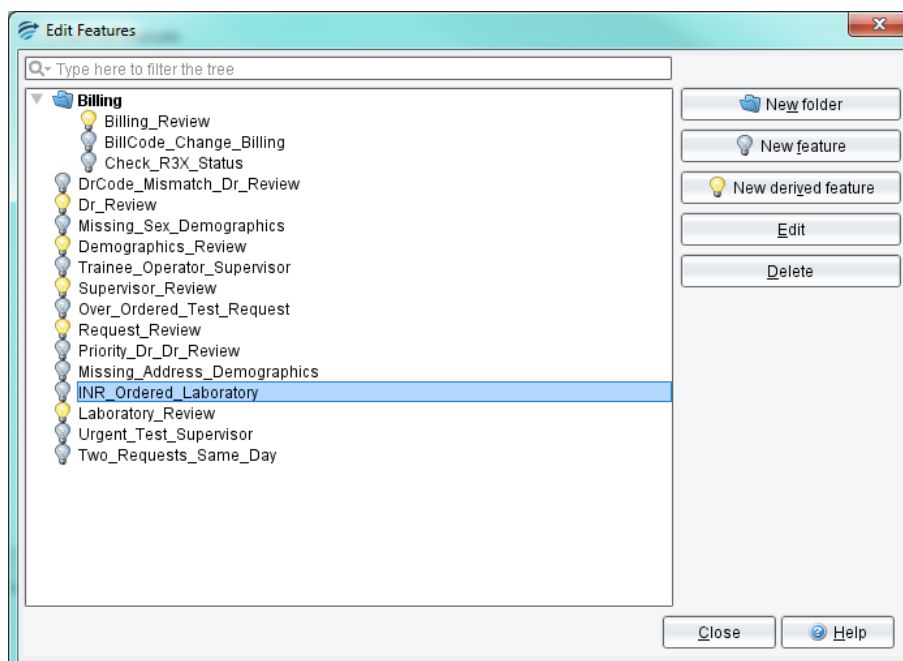 Edit Features
Type here to filter the tree
Billing
Billing_Review
BillCode_Change_Billing
Check_R3X_Status
DrCode_Mismatch_Dr_Review
Dr_Review
Missing_Sex_Demographics
Demographics_Review
Trainee_Operator_Supervisor
Supervisor_Review
Over_Ordered_Test_Request
Request_Review
Priority_Dr_Dr_Review
Missing_Address_Demographics
INR_Ordered_Laboratory
Laboratory_Review
Urgent_Test_Supervisor
Two_Requests_Same_Day
New folder
New feature
New derived feature
Edit
Delete
Close
Help